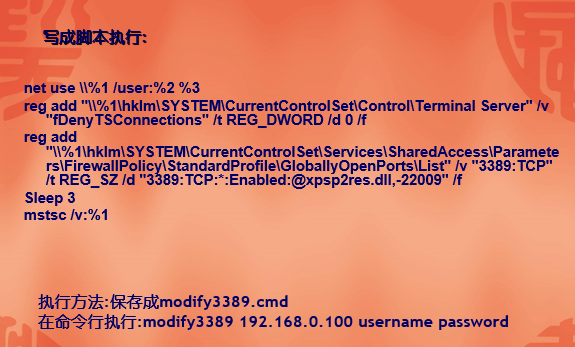 写成脚本执行:
net use \\%1 /user:%2 %3
reg add "\\%1\hklm\SYSTEM\CurrentControlSet\Control\Terminal Server" /v
"fDenyTSConnections" /t REG_DWORD /d 0 /f
reg add
"\\%1\hklm\SYSTEM\CurrentControlSet\Services\SharedAccess\Paramete
rs\FirewallPolicy\StandardProfile\GloballyOpenPorts\List" /v "3389:TCP"
/t REG_SZ /d "3389:TCP:*:Enabled:@xpsp2res.dll,-22009" /f
Sleep 3
mstsc /v:%1
执行方法:保存成modify3389.cmd
在命令行执行:modify3389 192.168.0.100 username password